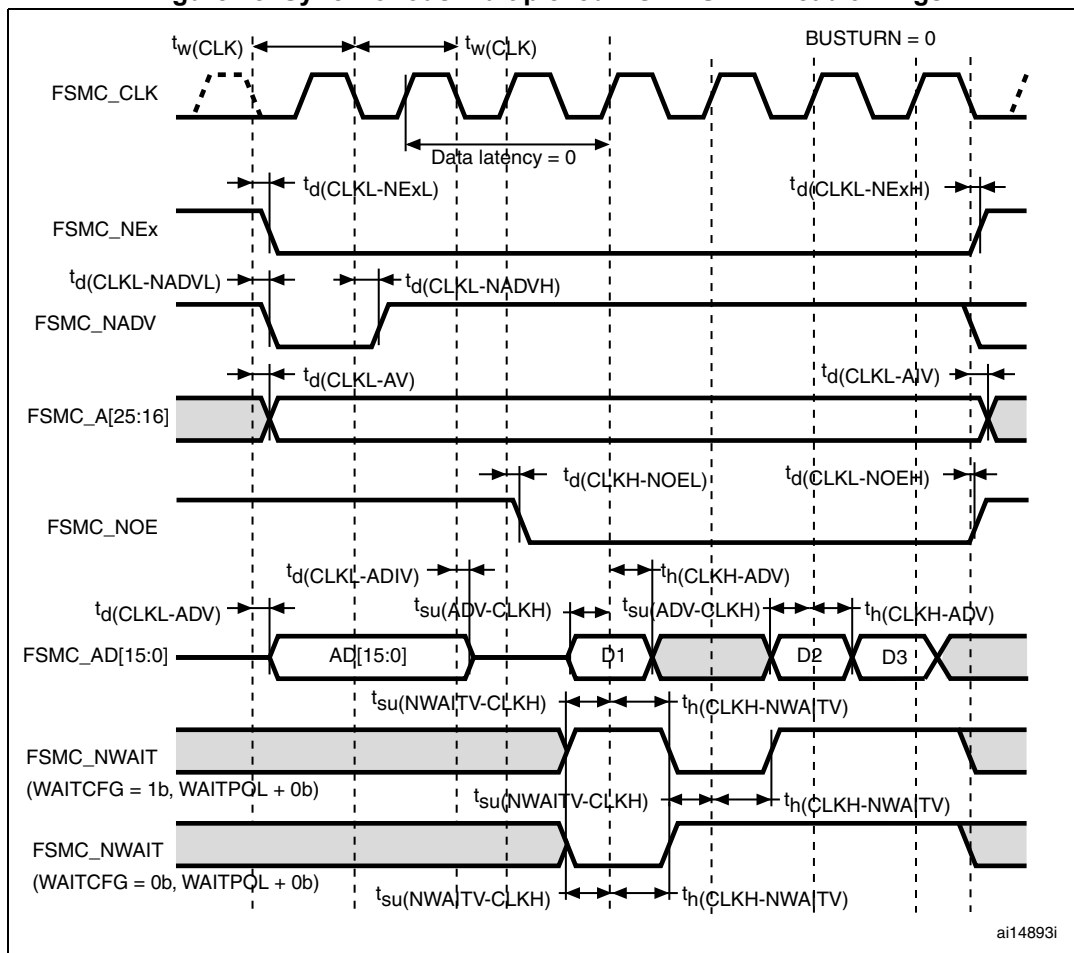 BUSTURN = 0
tw(CLK) tw(CLK)
FSMC_CLK
Data latency = 0
td(CLKL-NExL) td(CLKL-NExH)
FSMC_NEx
td(CLKL-NADVL) td(CLKL-NADVH)
FSMC_NADV
td(CLKL-AV) td(CLKL-AIV)
FSMC_A[25:16]
td(CLKH-NOEL) td(CLKL-NOEH)
FSMC_NOE
td(CLKL-ADIV) th(CLKH-ADV)
td(CLKL-ADV) tsu(ADV-CLKH) tsu(ADV-CLKH) th(CLKH-ADV)
FSMC_AD[15:0] AD[15:0] D1 D2 D3
tsu(NWAITV-CLKH) th(CLKH-NWAITV)
FSMC_NWAIT
(WAITCFG = 1b, WAITPOL + 0b)
tsu(NWAITV-CLKH) th(CLKH-NWAITV)
FSMC_NWAIT
(WAITCFG = 0b, WAITPOL + 0b)
tsu(NWAITV-CLKH) th(CLKH-NWAITV)
ai14893i